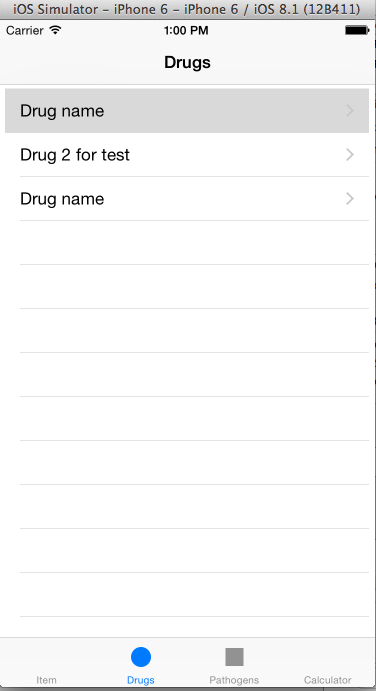 iOS Simulator - iPhone 6 - iPhone 6 / iOS 8.1 (12B411)
Carrier 1:00 PM
Drugs
Drug name
Drug 2 for test
Drug name
Item Drugs Pathogens Calculator